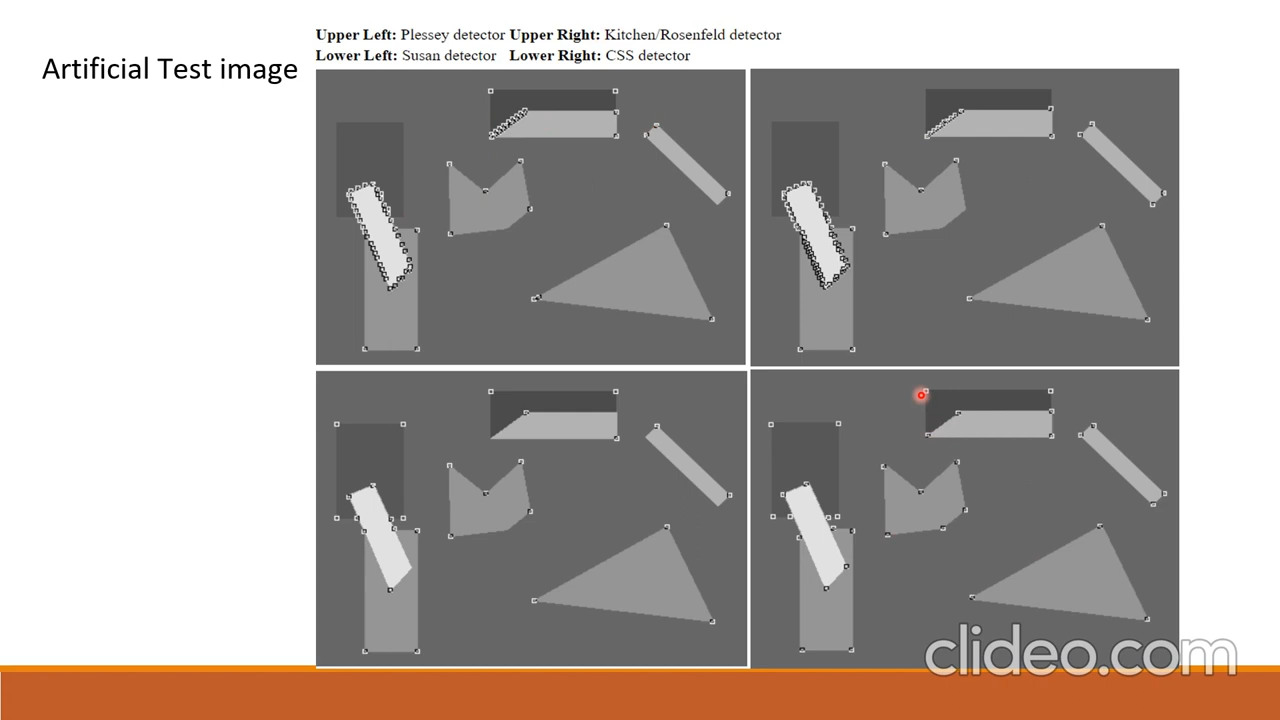 Upper Left: Plessey detector Upper Right: Kitchen/Rosenfeld detector
Lower Left: Susan detector Lower Right: CSS detector
Artificial Test image
clideo.com